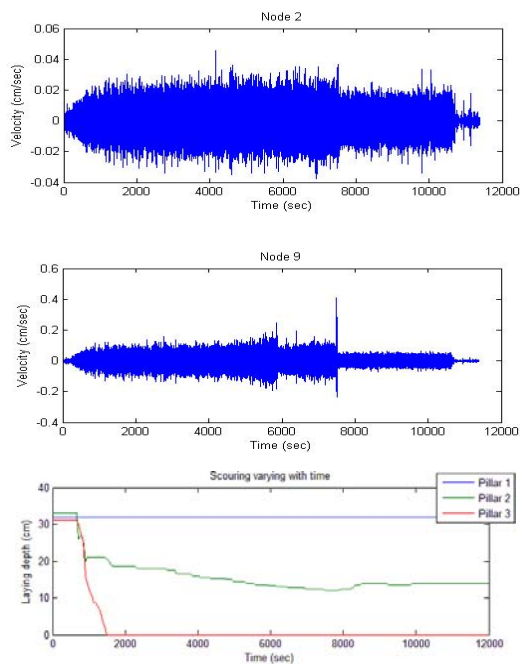 Node 2
0.06
0.04
0.02
0
-0.02
-0.04
Velocity (cm/sec)
0 2000 4000 6000 8000 10000 12000
Time (sec)
Node 9
0.6
0.4
0.2
0
-0.2
-0.4
Velocity (cm/sec)
0 2000 4000 6000 8000 10000 12000
Time (sec)
Scouring varying with time
Pillar 1
Pillar 2
Pillar 3
40
30
20
10
0
Laying depth (cm)
0 2000 4000 6000 8000 10000 12000
Time (sec)